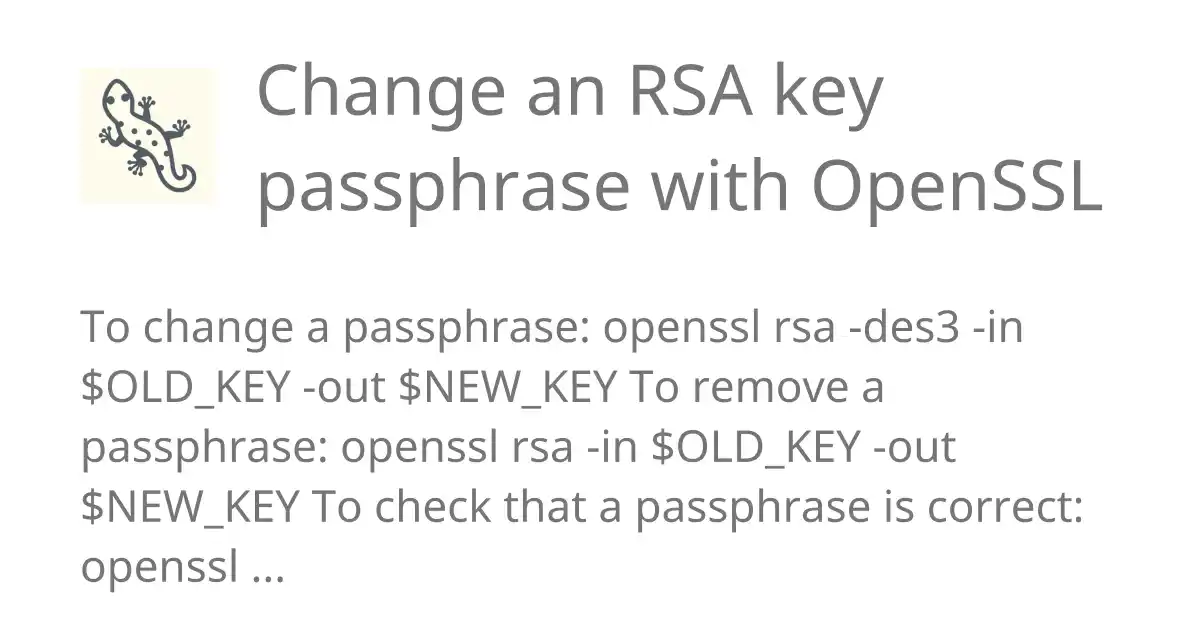 Change an RSA key
passphrase with OpenSSL
To change a passphrase: openssl rsa -des3 -in
$OLD_KEY -out $NEW_KEY To remove a
passphrase: openssl rsa -in $OLD_KEY -out
$NEW_KEY To check that a passphrase is correct:
openssl ...